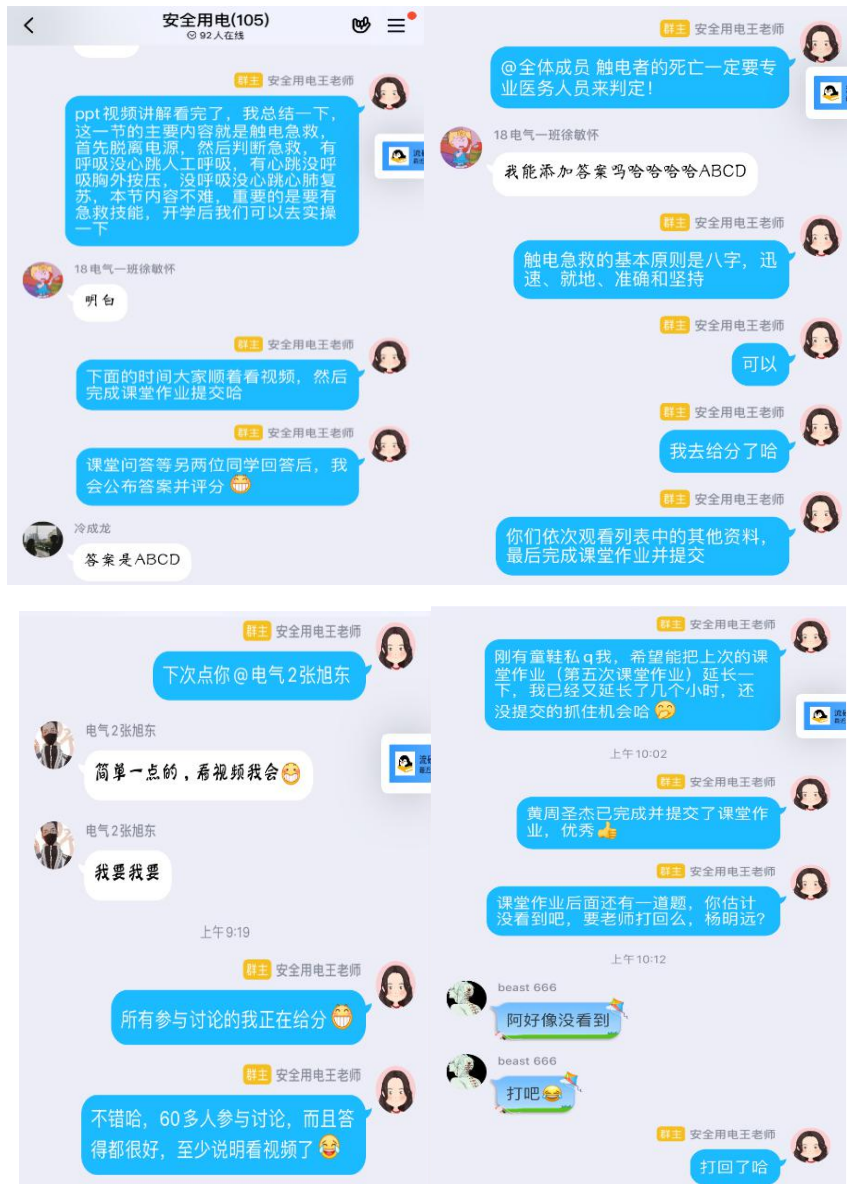 安全用电(105)
92人在线
群主 安全用电王老师
ppt视频讲解看完了，我总结一下，
这一节的主要内容就是触电急救，
首先脱离电源，然后判断急救，有
呼吸没心跳人工呼吸，有心跳没呼
吸胸外按压，没呼吸没心跳心肺复
苏，本节内容不难，重要的是要有
急救技能，开学后我们可以去实操
一下
18电气一班徐敏怀
明白
群主 安全用电王老师
下面的时间大家顺着看视频，然后
完成课堂作业提交哈
群主 安全用电王老师
课堂问答等另两位同学回答后，我
会公布答案并评分
冷成龙
答案是ABCD
群主 安全用电王老师
@全体成员 触电者的死亡一定要专
业医务人员来判定！
18电气一班徐敏怀
我能添加答案吗哈哈哈哈ABCD
群主 安全用电王老师
触电急救的基本原则是八字，迅
速、就地、准确和坚持
群主 安全用电王老师
可以
群主 安全用电王老师
我去给分了哈
群主 安全用电王老师
你们依次观看列表中的其他资料，
最后完成课堂作业并提交
群主 安全用电王老师
下次点你@电气2张旭东
电气2张旭东
简单一点的，看视频我会
电气2张旭东
我要我要
上午9:19
群主 安全用电王老师
所有参与讨论的我正在给分
群主 安全用电王老师
不错哈，60多人参与讨论，而且答
得都很好，至少说明看视频了
群主 安全用电王老师
刚有童鞋私q我，希望能把上次的课
堂作业（第五次课堂作业）延长一
下，我已经又延长了几个小时，还
没提交的抓住机会哈
上午10:02
群主 安全用电王老师
黄周圣杰已完成并提交了课堂作
业，优秀
群主 安全用电王老师
课堂作业后面还有一道题，你估计
没看到吧，要老师打回么，杨明远?
上午10:12
beast 666
阿好像没看到
beast 666
打吧
群主 安全用电王老师
打回了哈